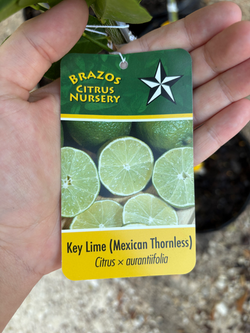 BRAZOS
CITRUS
NURSERY
Key Lime (Mexican Thornless)
Citrus × aurantiifolia